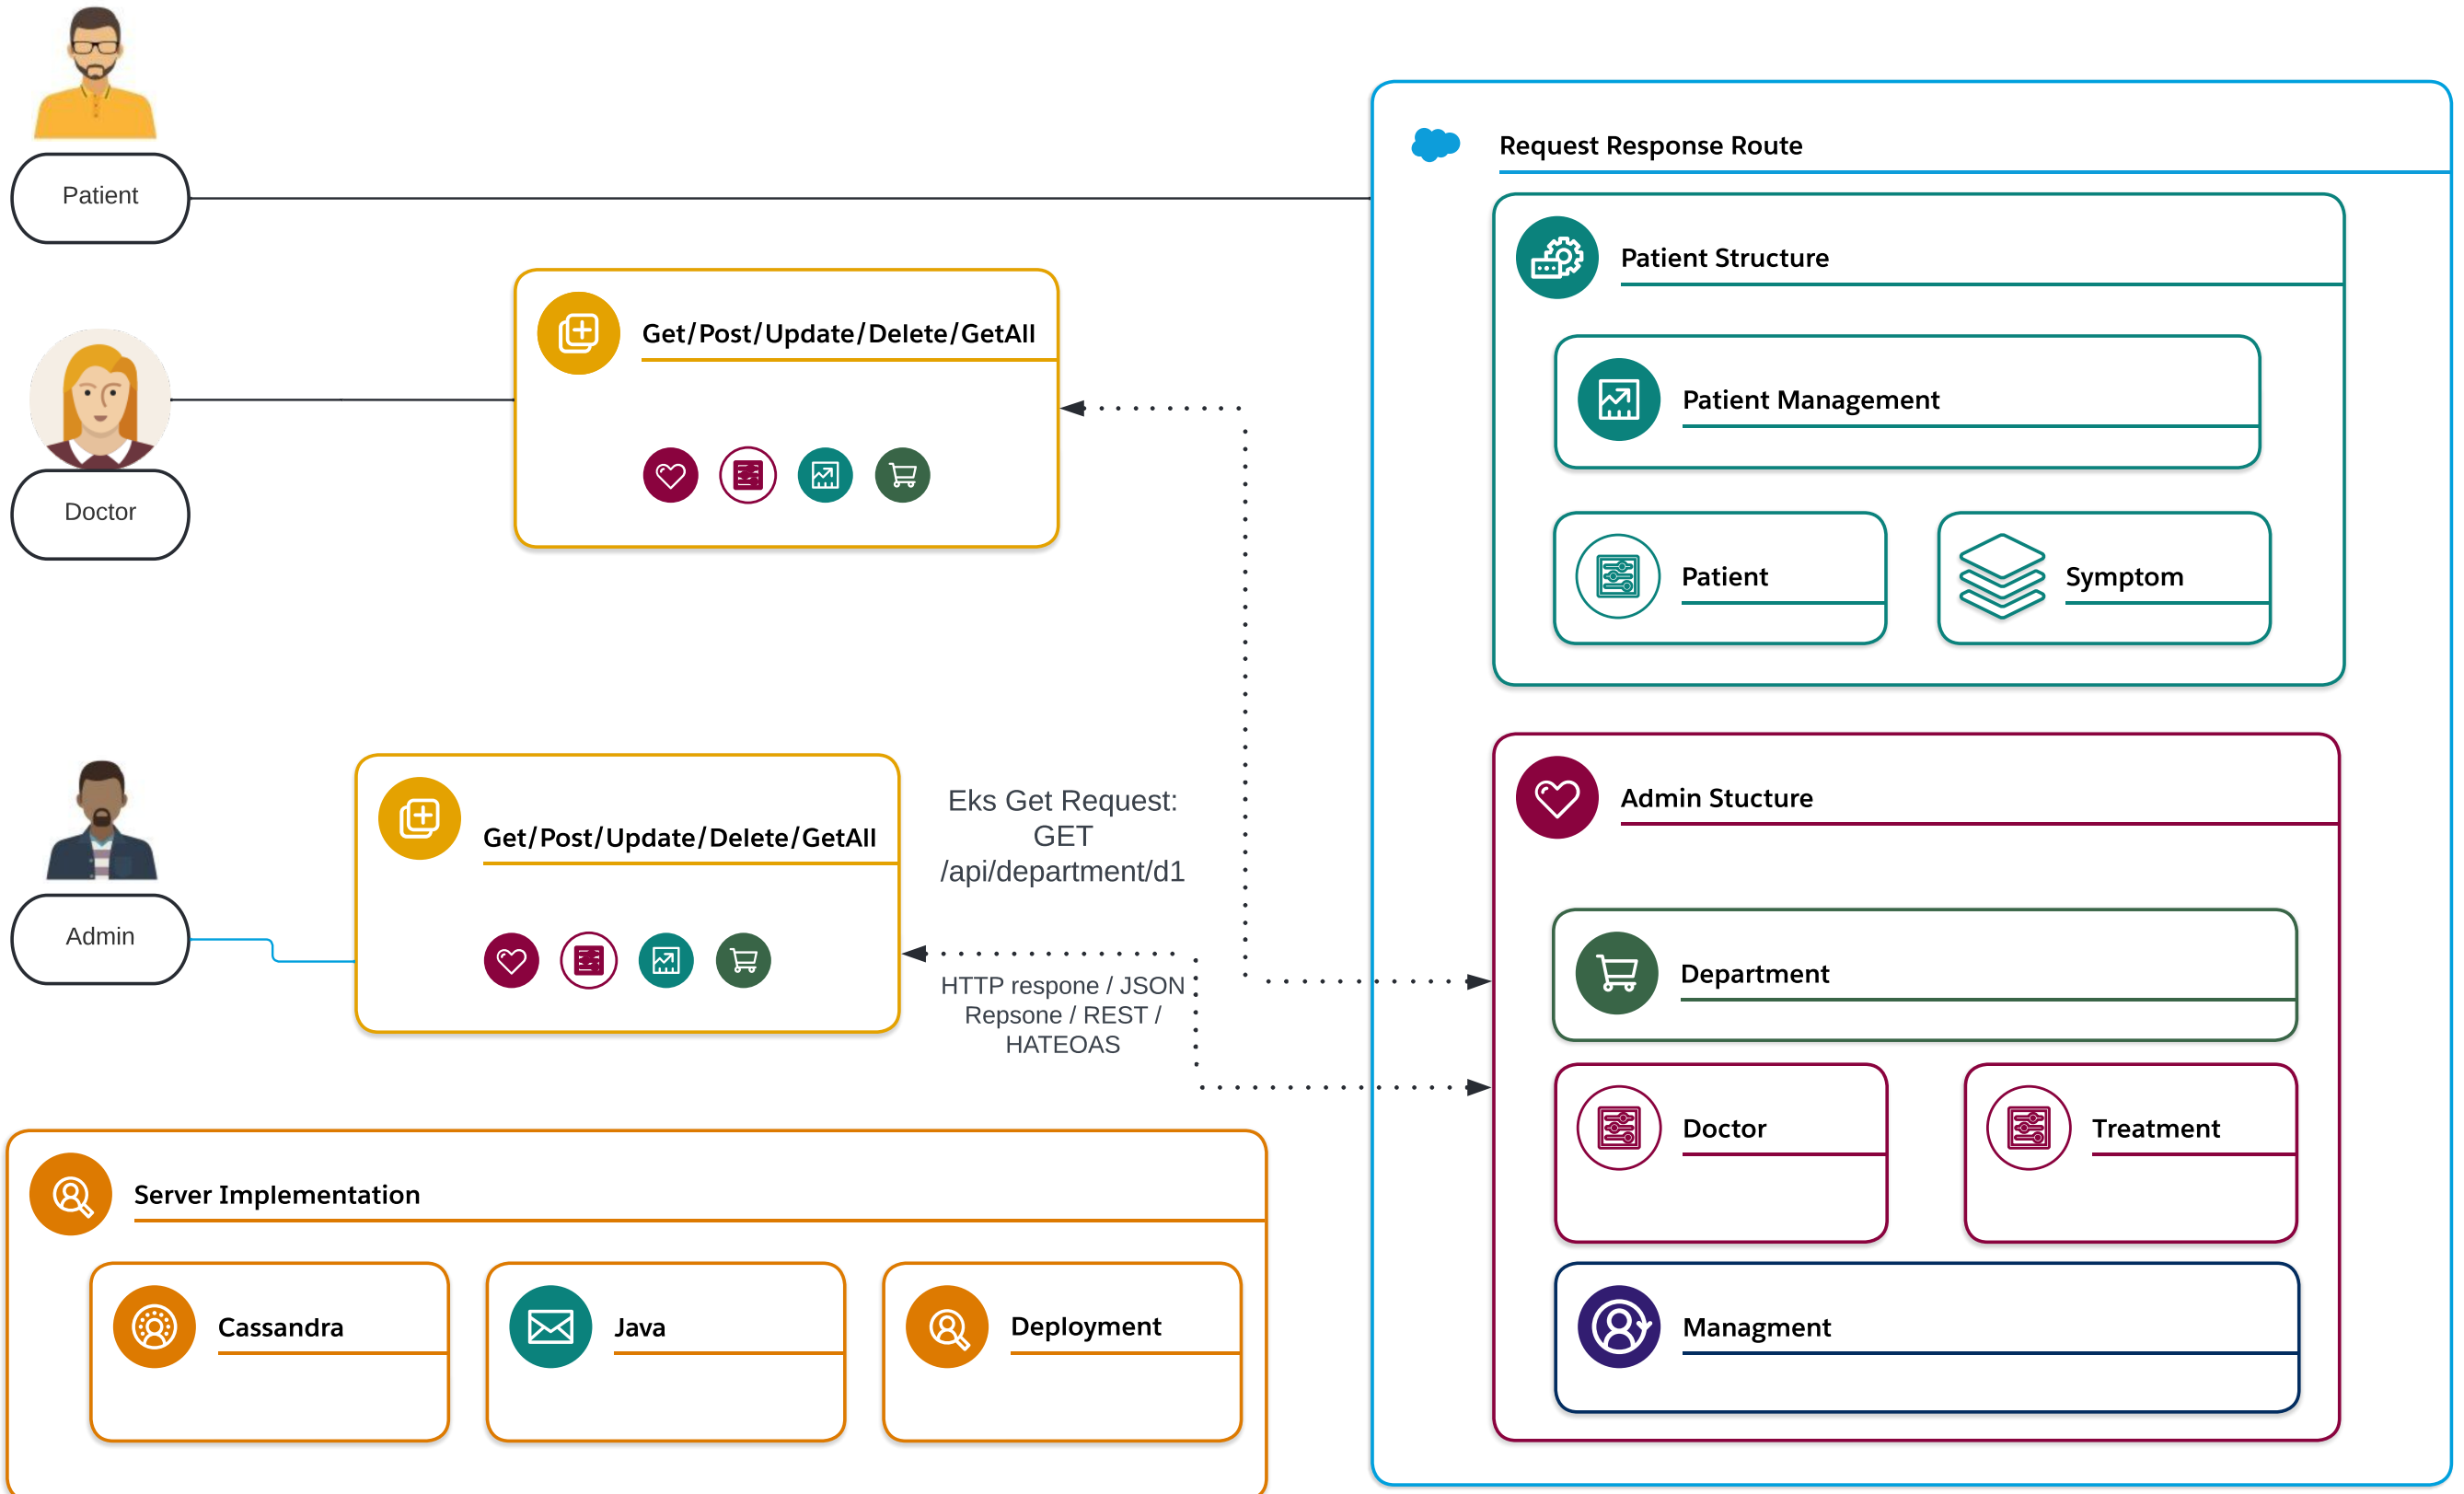 Patient
Request Response Route
Patient Structure
Get/Post/Update/Delete/GetAll
Patient Management
Doctor
Patient
Symptom
Admin Stucture
Eks Get Request:
GET
/api/department/d1
Get/Post/Update/Delete/GetAll
Admin
Department
HTTP respone / JSON
Repsone / REST /
HATEOAS
Doctor
Treatment
Server Implementation
Cassandra
Java
Deployment
Managment